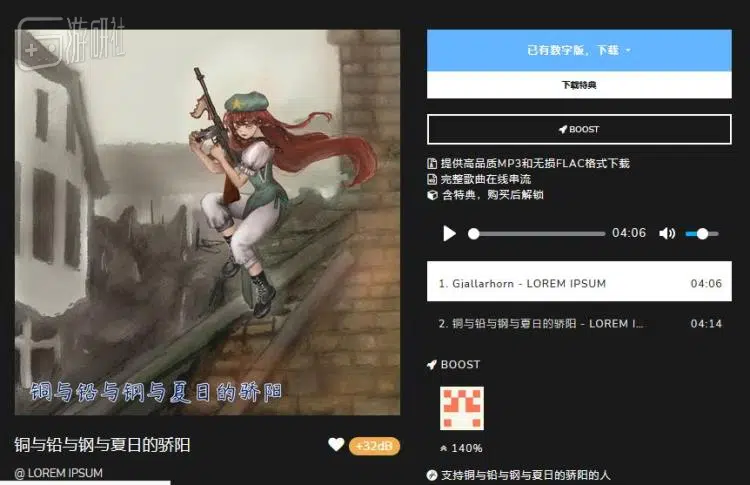 游研社
已有数字版，下载
下载特典
BOOST
提供高品质MP3和无损FLAC格式下载
完整歌曲在线串流
含特典，购买后解锁
04:06
1. Gjallarhorn - LOREM IPSUM 04:06
2. 铜与铅与钢与夏日的骄阳 - LOREM I... 04:14
BOOST
140%
支持铜与铅与钢与夏日的骄阳的人
铜与铅与钢与夏日的骄阳
铜与铅与钢与夏日的骄阳
+32dB
@ LOREM IPSUM